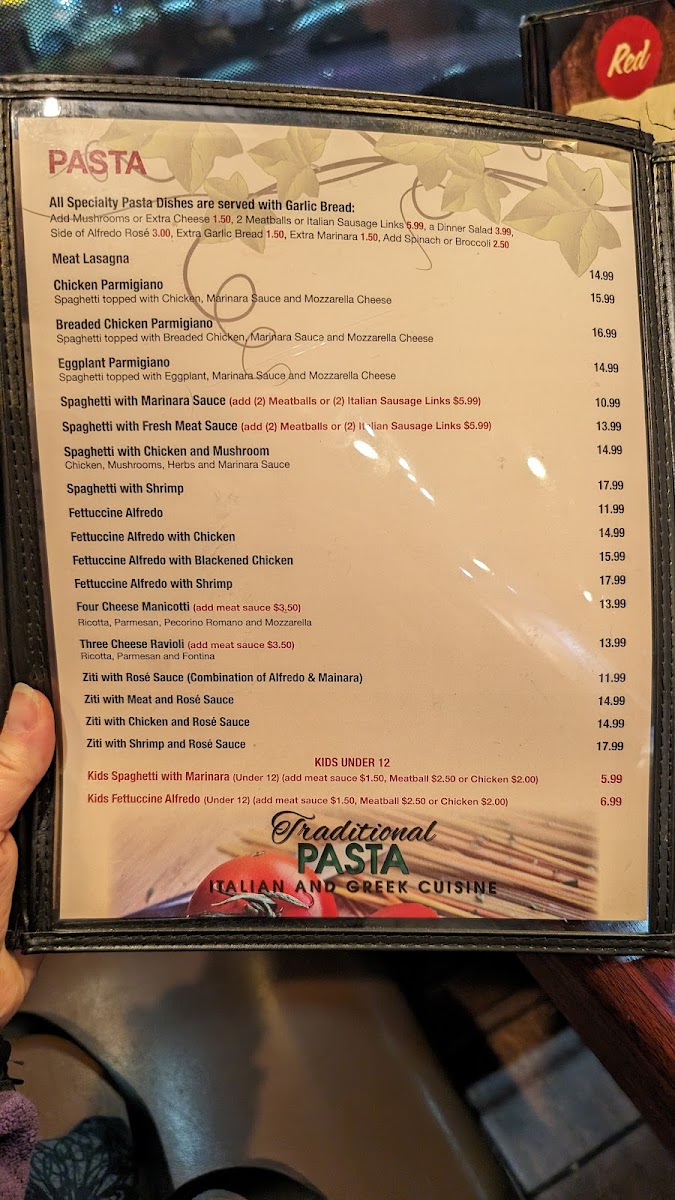 Red
PASTA
All Specialty Pasta Dishes are served with Garlic Bread:
Add Mushrooms or Extra Cheese 1.50, 2 Meatballs or Italian Sausage Links 5.99, a Dinner Salad 3.99,
Side of Alfredo Rosé 3.00, Extra Garlic Bread 1.50, Extra Marinara 1.50, Add Spinach or Broccoli 2.50
Meat Lasagna 14.99
Chicken Parmigiano 15.99
Spaghetti topped with Chicken, Marinara Sauce and Mozzarella Cheese
Breaded Chicken Parmigiano 16.99
Spaghetti topped with Breaded Chicken, Marinara Sauce and Mozzarella Cheese
Eggplant Parmigiano 14.99
Spaghetti topped with Eggplant, Marinara Sauce and Mozzarella Cheese
Spaghetti with Marinara Sauce (add (2) Meatballs or (2) Italian Sausage Links $5.99) 10.99
Spaghetti with Fresh Meat Sauce (add (2) Meatballs or (2) Italian Sausage Links $5.99) 13.99
Spaghetti with Chicken and Mushroom 14.99
Chicken, Mushrooms, Herbs and Marinara Sauce
Spaghetti with Shrimp 17.99
Fettuccine Alfredo 11.99
Fettuccine Alfredo with Chicken 14.99
Fettuccine Alfredo with Blackened Chicken 15.99
Fettuccine Alfredo with Shrimp 17.99
Four Cheese Manicotti (add meat sauce $3.50) 13.99
Ricotta, Parmesan, Pecorino Romano and Mozzarella
Three Cheese Ravioli (add meat sauce $3.50) 13.99
Ricotta, Parmesan and Fontina
Ziti with Rosé Sauce (Combination of Alfredo & Mainara) 11.99
Ziti with Meat and Rosé Sauce 14.99
Ziti with Chicken and Rosé Sauce 14.99
Ziti with Shrimp and Rosé Sauce 17.99
KIDS UNDER 12
Kids Spaghetti with Marinara (Under 12) (add meat sauce $1.50, Meatball $2.50 or Chicken $2.00) 5.99
Kids Fettuccine Alfredo (Under 12) (add meat sauce $1.50, Meatball $2.50 or Chicken $2.00) 6.99
Traditional
PASTA
ITALIAN AND GREEK CUISINE